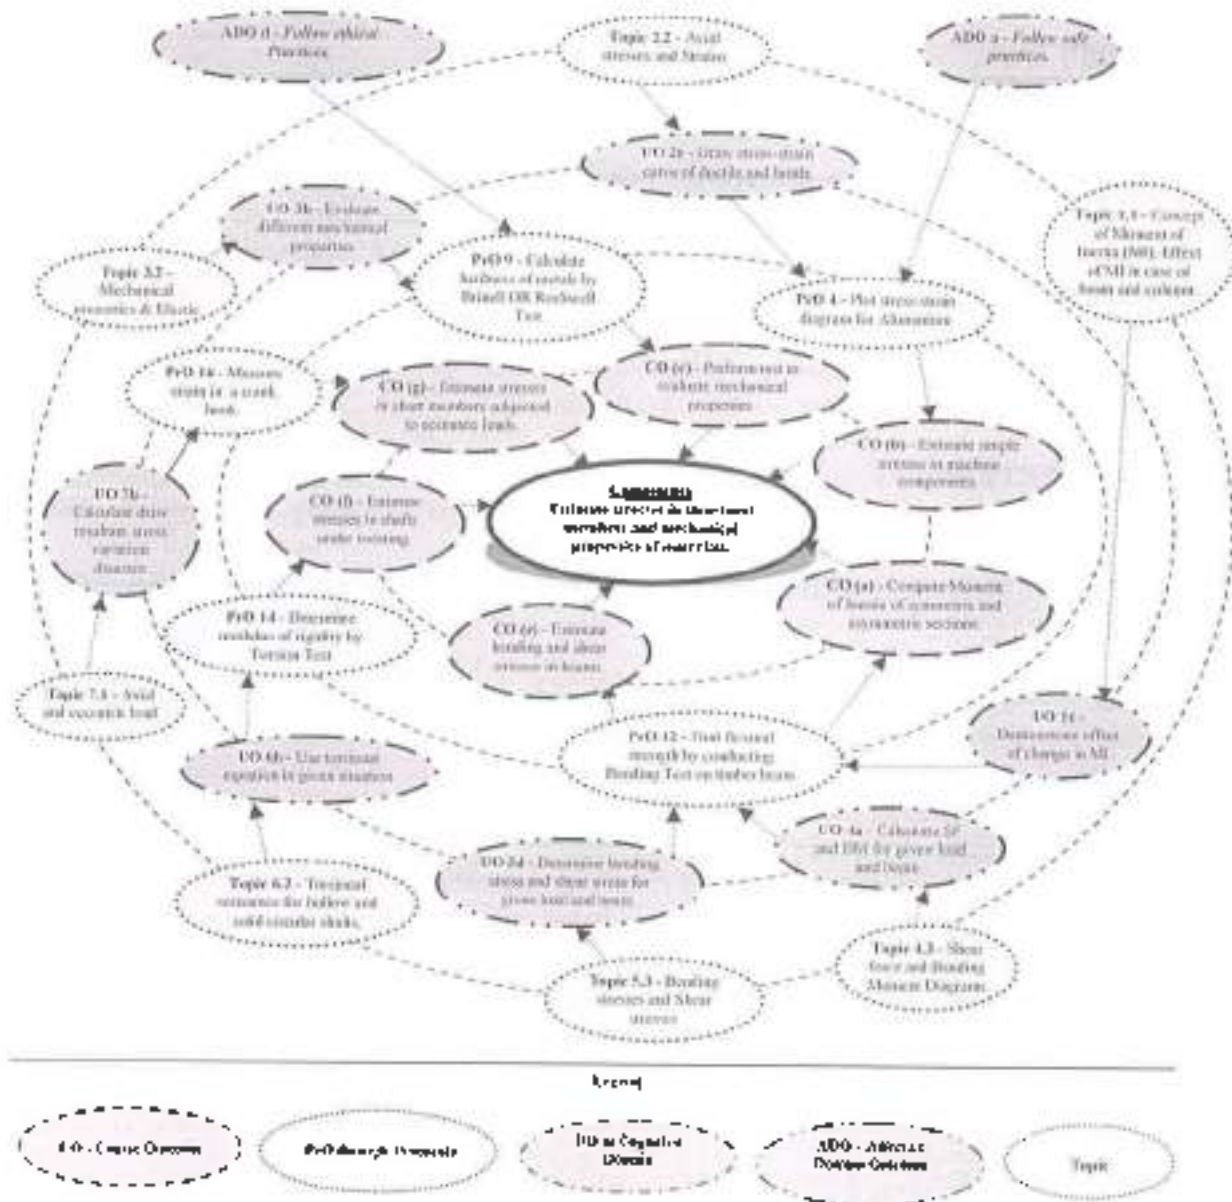 ADO d - Follow ethical
Practices.
Topic 2.2 - Axial
stresses and Strains
ADO a - Follow safe
practices.
UO 2b - Draw stress-strain
curve of ductile and brittle
UO 3b - Evaluate
different mechanical
properties
Topic 1.1 - Concept
of Moment of
Inertia (MI), Effect
of MI in case of
beam and column
Topic 3.2 -
Mechanical
& Elastic
PrO 9 - Calculate
hardness of metals by
Brinell OR Rockwell
Test
PrO 4 - Plot stress-strain
diagram for Aluminium
PrO 16 - Measure
strain in a crank
hook.
CO (g) - Estimate stresses
in short members subjected
to eccentric loads.
CO (c) - Perform test to
evaluate mechanical
properties
CO (b) - Estimate simple
stresses in machine
components.
UO 7b -
Calculate draw
resultant stress
variation
CO (f) - Estimate
stresses in shafts
under twisting.
Estimate stresses in structural
members and mechanical
properties of materials.
CO (a) - Compute Moment
of Inertia of symmetric and
asymmetric sections.
PrO 14 - Determine
modulus of rigidity by
Torsion Test
CO (e) - Estimate
bending and shear
stresses in beams.
Topic 7.1 - Axial
and eccentric load
UO 1c -
Demonstrate effect
of change in MI
PrO 12 - Find flexural
strength by conducting
Bending Test on timber beam
UO 6b - Use torsional
equation in given situation
UO 4a - Calculate SF
and BM for given load
and beam
UO 5d - Determine bending
stress and shear stress for
given load and beam
Topic 6.2 - Torsional
for hollow and
solid circular shafts.
Topic 4.3 - Shear
force and Bending
Moment Diagrams
Topic 5.3 - Bending
stresses and Shear
stresses
Legend
CO - Course Outcome
PrO through Practicals
UO in Cognitive
Domain
ADO - Affective
Domain Outcome
Topic